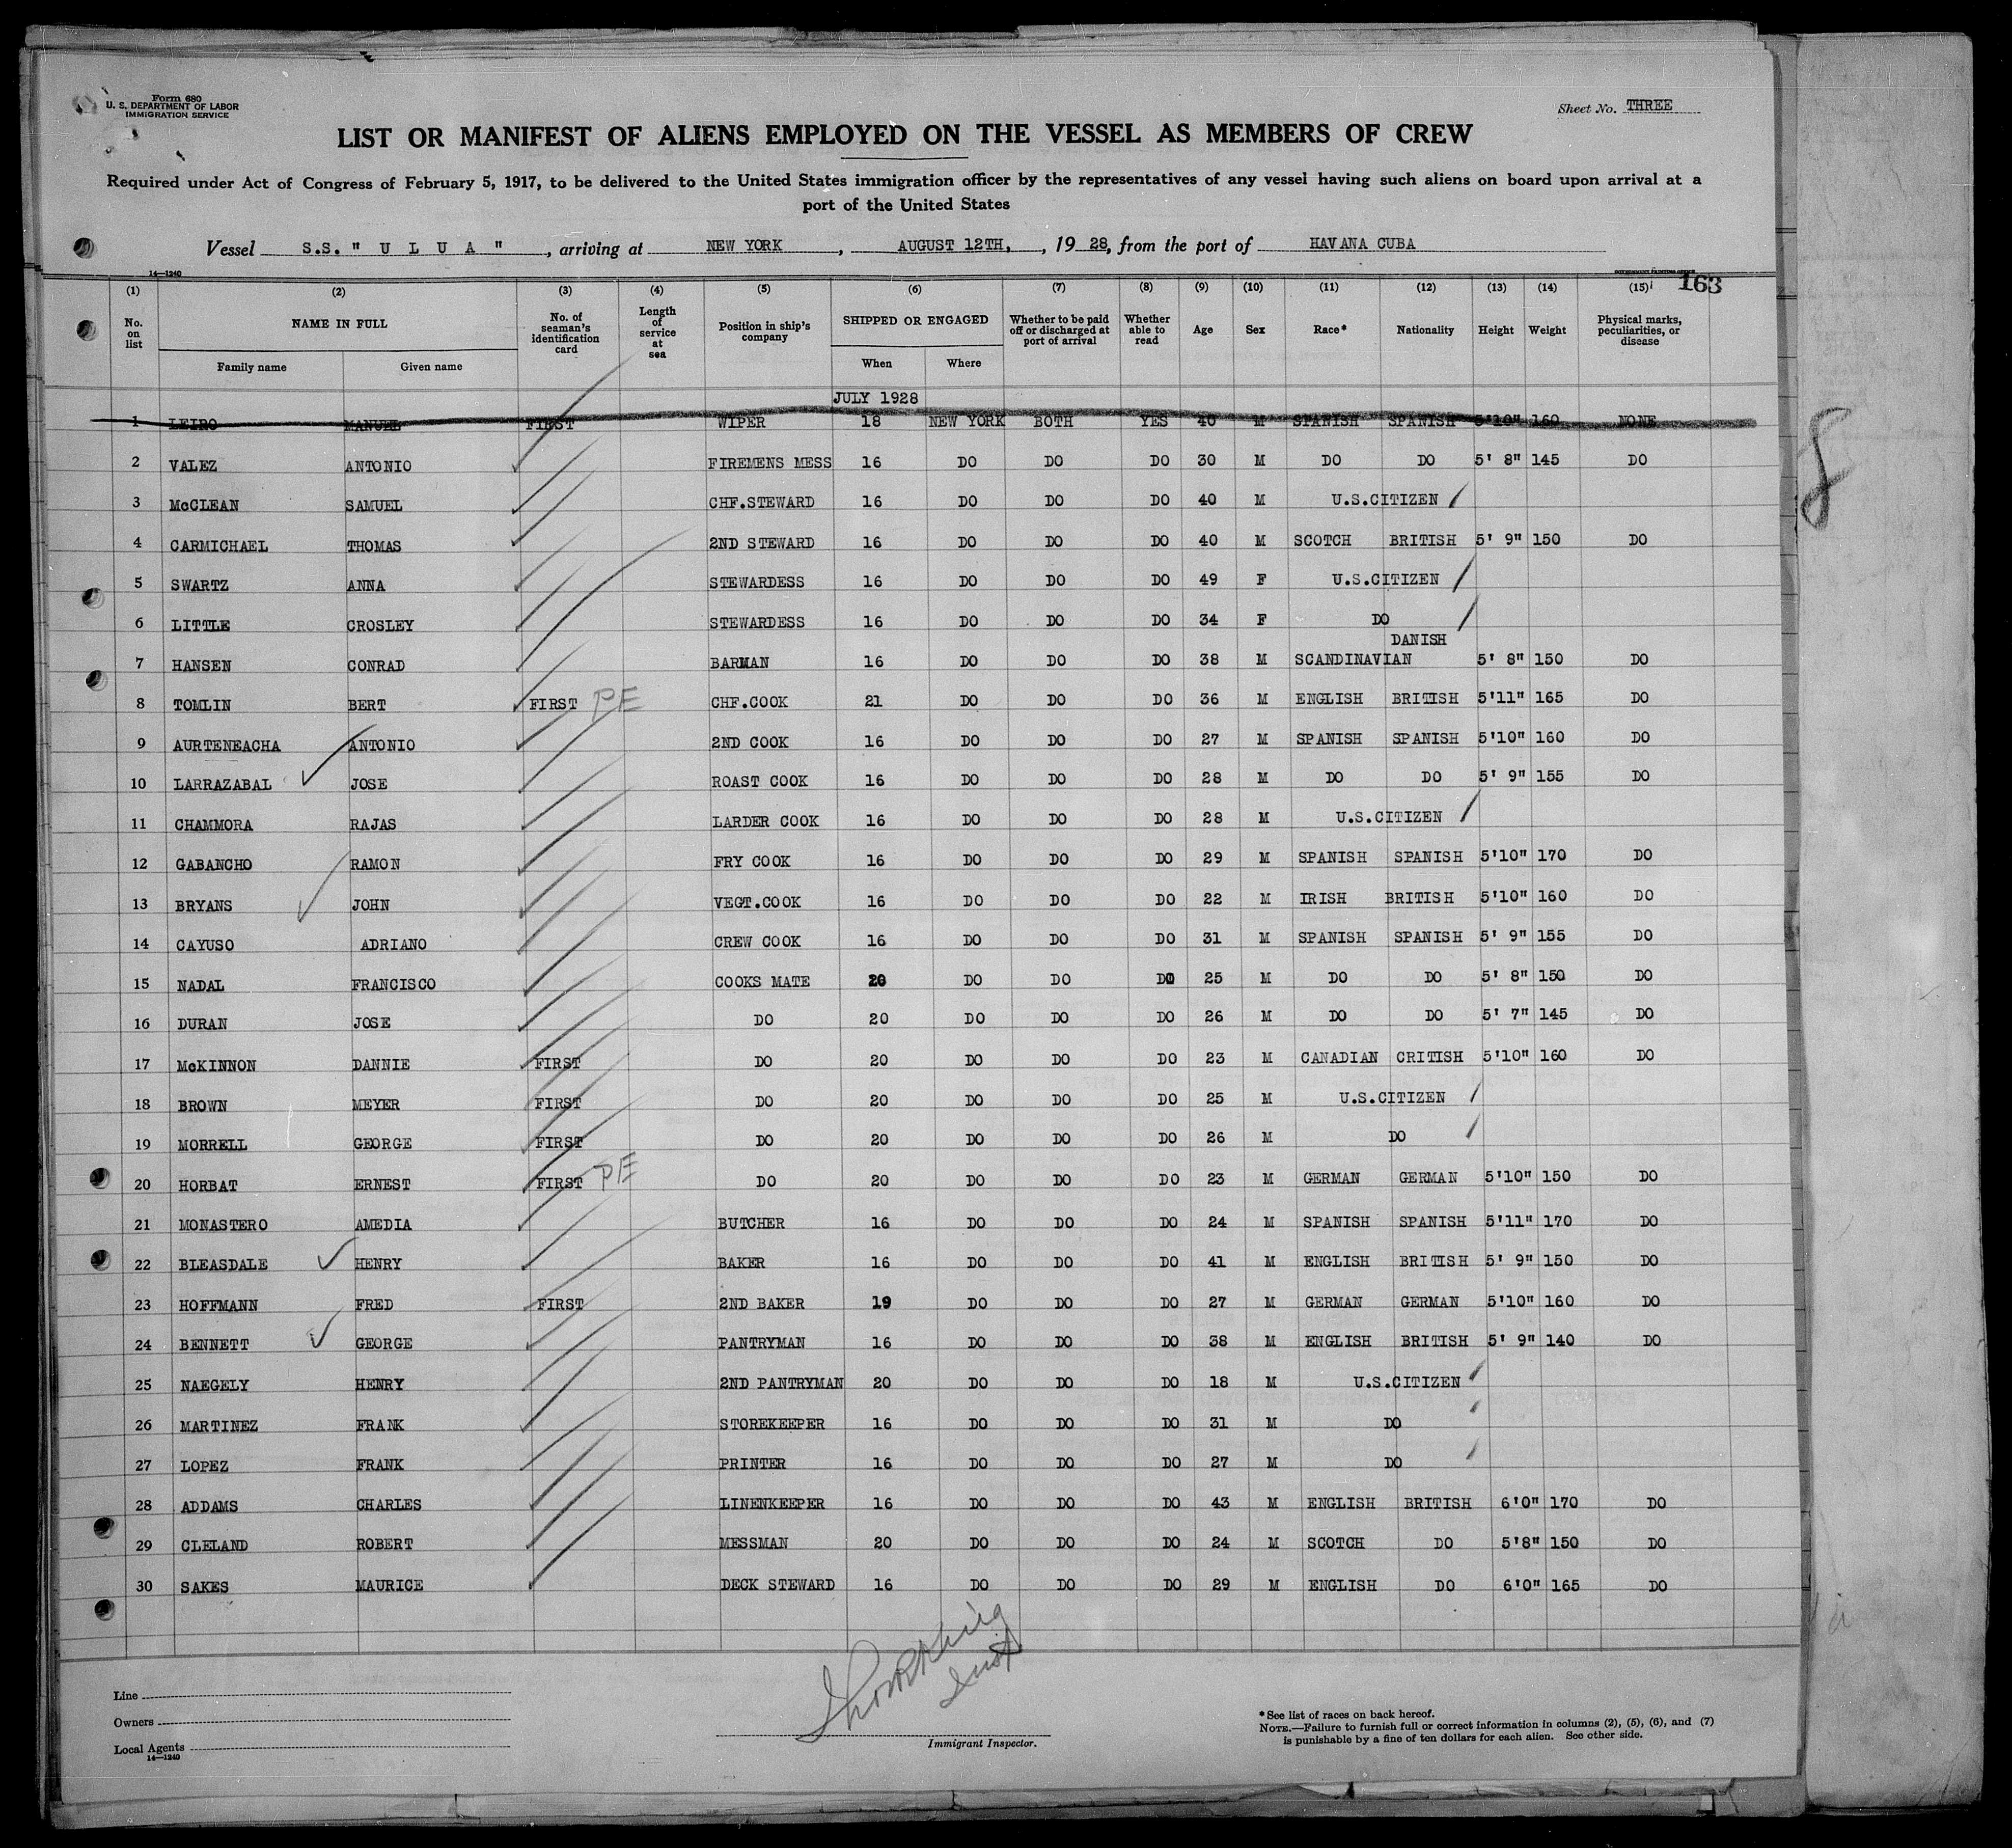 Form 680
U. S. DEPARTMENT OF LABOR
IMMIGRATION SERVICE
Sheet No. THREE
LIST OR MANIFEST OF ALIENS EMPLOYED ON THE VESSEL AS MEMBERS OF CREW
Required under Act of Congress of February 5, 1917, to be delivered to the United States immigration officer by the representatives of any vessel having such aliens on board upon arrival at a
port of the United States
Vessel S.S. " U L U A " , arriving at NEW YORK , AUGUST 12TH, , 19 28, from the port of HAVANA CUBA
14—1240 GOVERNMENT PRINTING OFFICE
163
(1) (2) (3) (4) (5) (6) (7) (8) (9) (10) (11) (12) (13) (14) (15)
No. on list NAME IN FULL No. of seaman's identification card Length of service at sea Position in ship's company SHIPPED OR ENGAGED Whether to be paid off or discharged at port of arrival Whether able to read Age Sex Race* Nationality Height Weight Physical marks, peculiarities, or disease
Family name Given name When Where
JULY 1928
1 LEIRO MANUEL FIRST WIPER 18 NEW YORK BOTH YES 40 M SPANISH SPANISH 5'10" 160 NONE
2 VALEZ ANTONIO FIREMENS MESS 16 DO DO DO 30 M DO DO 5' 8" 145 DO
3 McCLEAN SAMUEL CHF.STEWARD 16 DO DO DO 40 M U.S.CITIZEN
4 CARMICHAEL THOMAS 2ND STEWARD 16 DO DO DO 40 M SCOTCH BRITISH 5' 9" 150 DO
5 SWARTZ ANNA STEWARDESS 16 DO DO DO 49 F U.S.CITIZEN
6 LITTLE CROSLEY STEWARDESS 16 DO DO DO 34 F DO
DANISH
7 HANSEN CONRAD BARMAN 16 DO DO DO 38 M SCANDINAVIAN 5' 8" 150 DO
8 TOMLIN BERT FIRST PE CHF.COOK 21 DO DO DO 36 M ENGLISH BRITISH 5'11" 165 DO
9 AURTENEACHA ANTONIO 2ND COOK 16 DO DO DO 27 M SPANISH SPANISH 5'10" 160 DO
10 LARRAZABAL JOSE ROAST COOK 16 DO DO DO 28 M DO DO 5' 9" 155 DO
11 CHAMMORA RAJAS LARDER COOK 16 DO DO DO 28 M U.S.CITIZEN
12 GABANCHO RAMON FRY COOK 16 DO DO DO 29 M SPANISH SPANISH 5'10" 170 DO
13 BRYANS JOHN VEGT.COOK 16 DO DO DO 22 M IRISH BRITISH 5'10" 160 DO
14 CAYUSO ADRIANO CREW COOK 16 DO DO DO 31 M SPANISH SPANISH 5' 9" 155 DO
15 NADAL FRANCISCO COOKS MATE 20 DO DO DO 25 M DO DO 5' 8" 150 DO
16 DURAN JOSE DO 20 DO DO DO 26 M DO DO 5' 7" 145 DO
17 McKINNON DANNIE FIRST DO 20 DO DO DO 23 M CANADIAN CRITISH 5'10" 160 DO
18 BROWN MEYER FIRST DO 20 DO DO DO 25 M U.S.CITIZEN
19 MORRELL GEORGE FIRST DO 20 DO DO DO 26 M DO
20 HORBAT ERNEST FIRST PE DO 20 DO DO DO 23 M GERMAN GERMAN 5'10" 150 DO
21 MONASTERO AMEDIA BUTCHER 16 DO DO DO 24 M SPANISH SPANISH 5'11" 170 DO
22 BLEASDALE HENRY BAKER 16 DO DO DO 41 M ENGLISH BRITISH 5' 9" 150 DO
23 HOFFMANN FRED FIRST 2ND BAKER 19 DO DO DO 27 M GERMAN GERMAN 5'10" 160 DO
24 BENNETT GEORGE PANTRYMAN 16 DO DO DO 38 M ENGLISH BRITISH 5' 9" 140 DO
25 NAEGELY HENRY 2ND PANTRYMAN 20 DO DO DO 18 M U.S.CITIZEN
26 MARTINEZ FRANK STOREKEEPER 16 DO DO DO 31 M DO
27 LOPEZ FRANK PRINTER 16 DO DO DO 27 M DO
28 ADDAMS CHARLES LINENKEEPER 16 DO DO DO 43 M ENGLISH BRITISH 6'0" 170 DO
29 CLELAND ROBERT MESSMAN 20 DO DO DO 24 M SCOTCH DO 5'8" 150 DO
30 SAKES MAURICE DECK STEWARD 16 DO DO DO 29 M ENGLISH DO 6'0" 165 DO
8
Line
Owners
Local Agents
14—1240
Immigrant Inspector.
*See list of races on back hereof.
NOTE.—Failure to furnish full or correct information in columns (2), (5), (6), and (7)
is punishable by a fine of ten dollars for each alien. See other side.